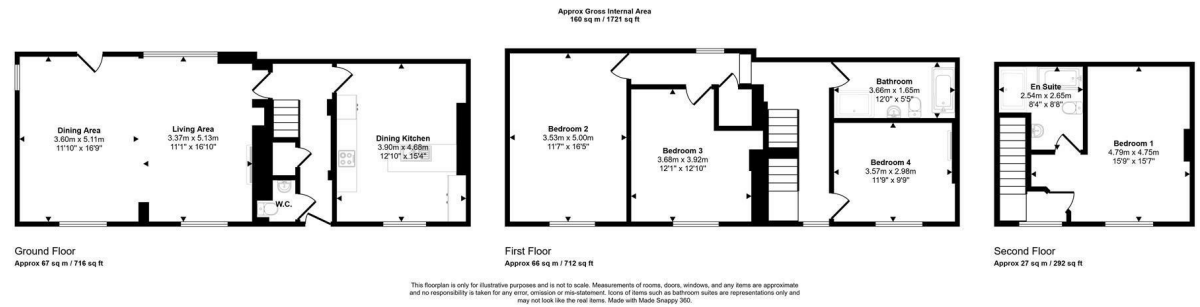 Approx Gross Internal Area
160 sq m / 1721 sq ft
Dining Area
3.60m x 5.11m
11'10" x 16'9"
Living Area
3.37m x 5.13m
11'1" x 16'10"
Dining Kitchen
3.90m x 4.68m
12'10" x 15'4"
W.C.
Ground Floor
Approx 67 sq m / 716 sq ft
Bedroom 2
3.53m x 5.00m
11'7" x 16'5"
Bedroom 3
3.68m x 3.92m
12'1" x 12'10"
Bathroom
3.66m x 1.65m
12'0" x 5'5"
Bedroom 4
3.57m x 2.98m
11'9" x 9'9"
First Floor
Approx 66 sq m / 712 sq ft
En Suite
2.54m x 2.65m
8'4" x 8'8"
Bedroom 1
4.79m x 4.75m
15'9" x 15'7"
Second Floor
Approx 27 sq m / 292 sq ft
This floorplan is only for illustrative purposes and is not to scale. Measurements of rooms, doors, windows, and any items are approximate
and no responsibility is taken for any error, omission or mis-statement. Icons of items such as bathroom suites are representations only and
may not look like the real items. Made with Made Snappy 360.